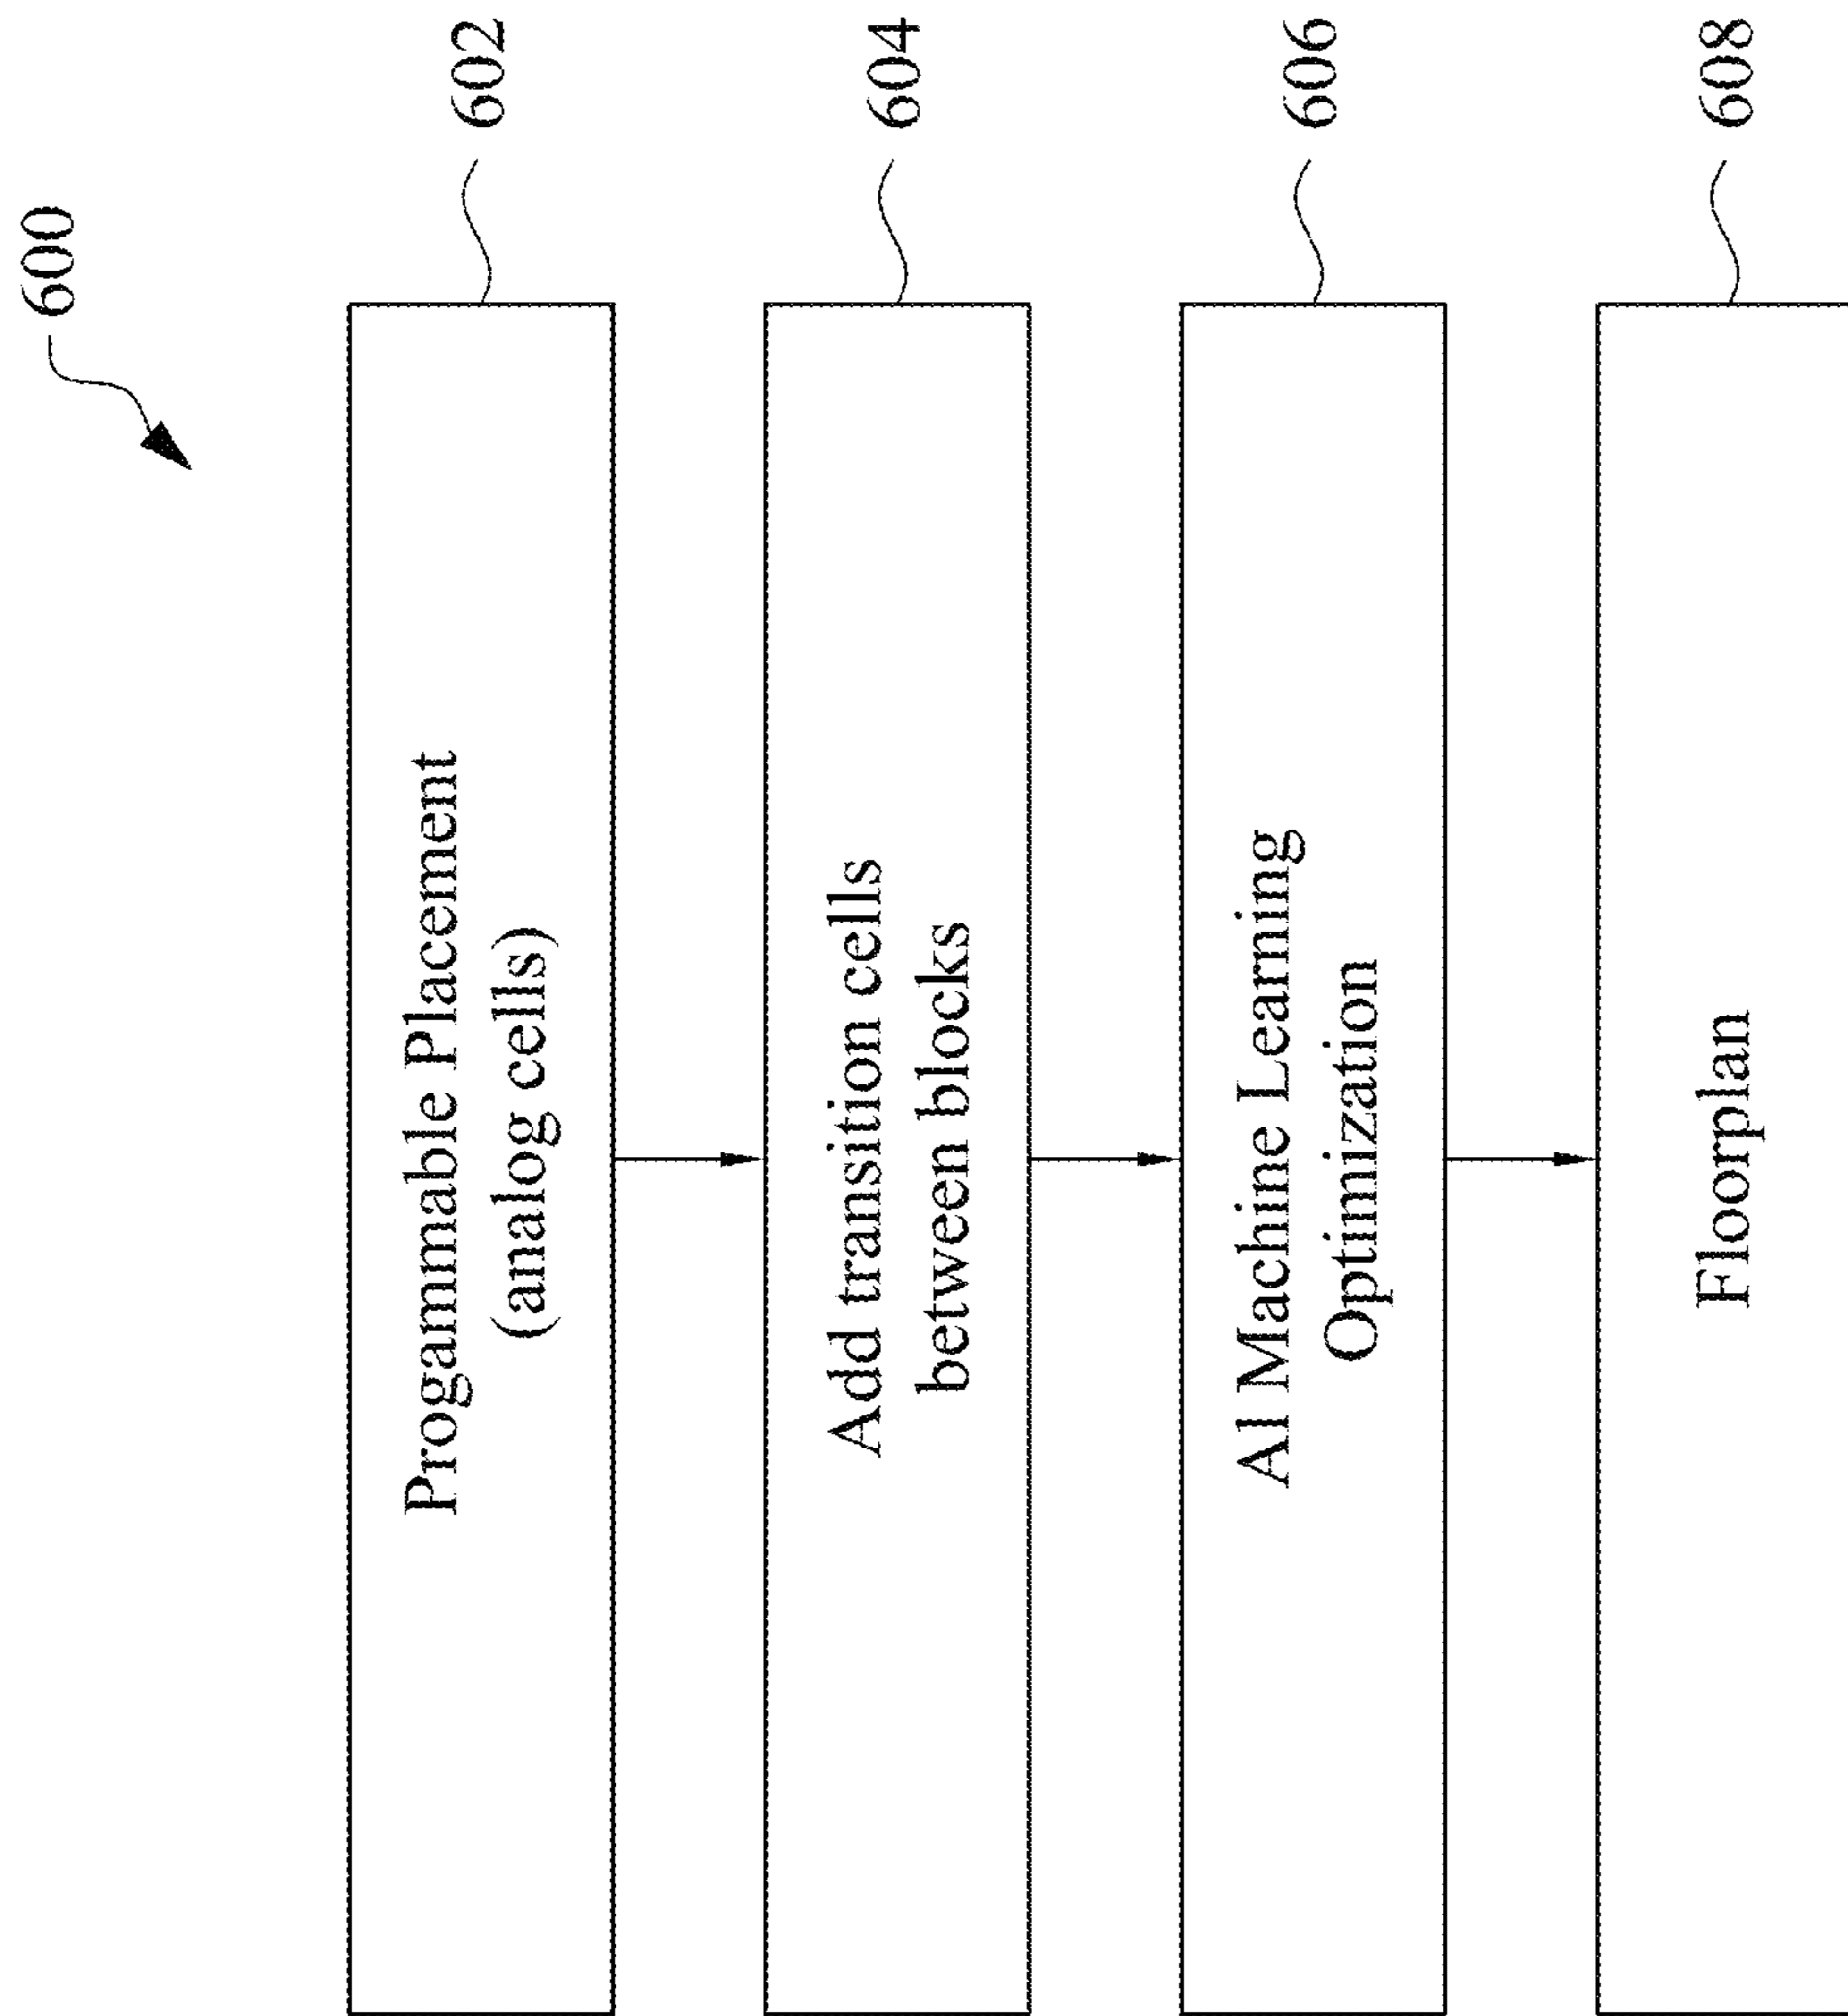 600
Progammable Placement
(analog cells)
602
Add transition cells
between blocks
604
AI Machine Learning
Optimization
606
Floorplan
608